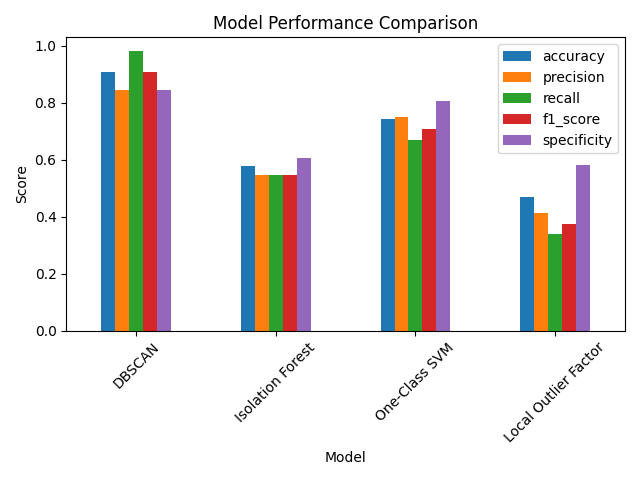 Model Performance Comparison
accuracy
precision
recall
f1_score
specificity
Score
1.0
0.8
0.6
0.4
0.2
0.0
DBSCAN
Isolation Forest
One-Class SVM
Local Outlier Factor
Model